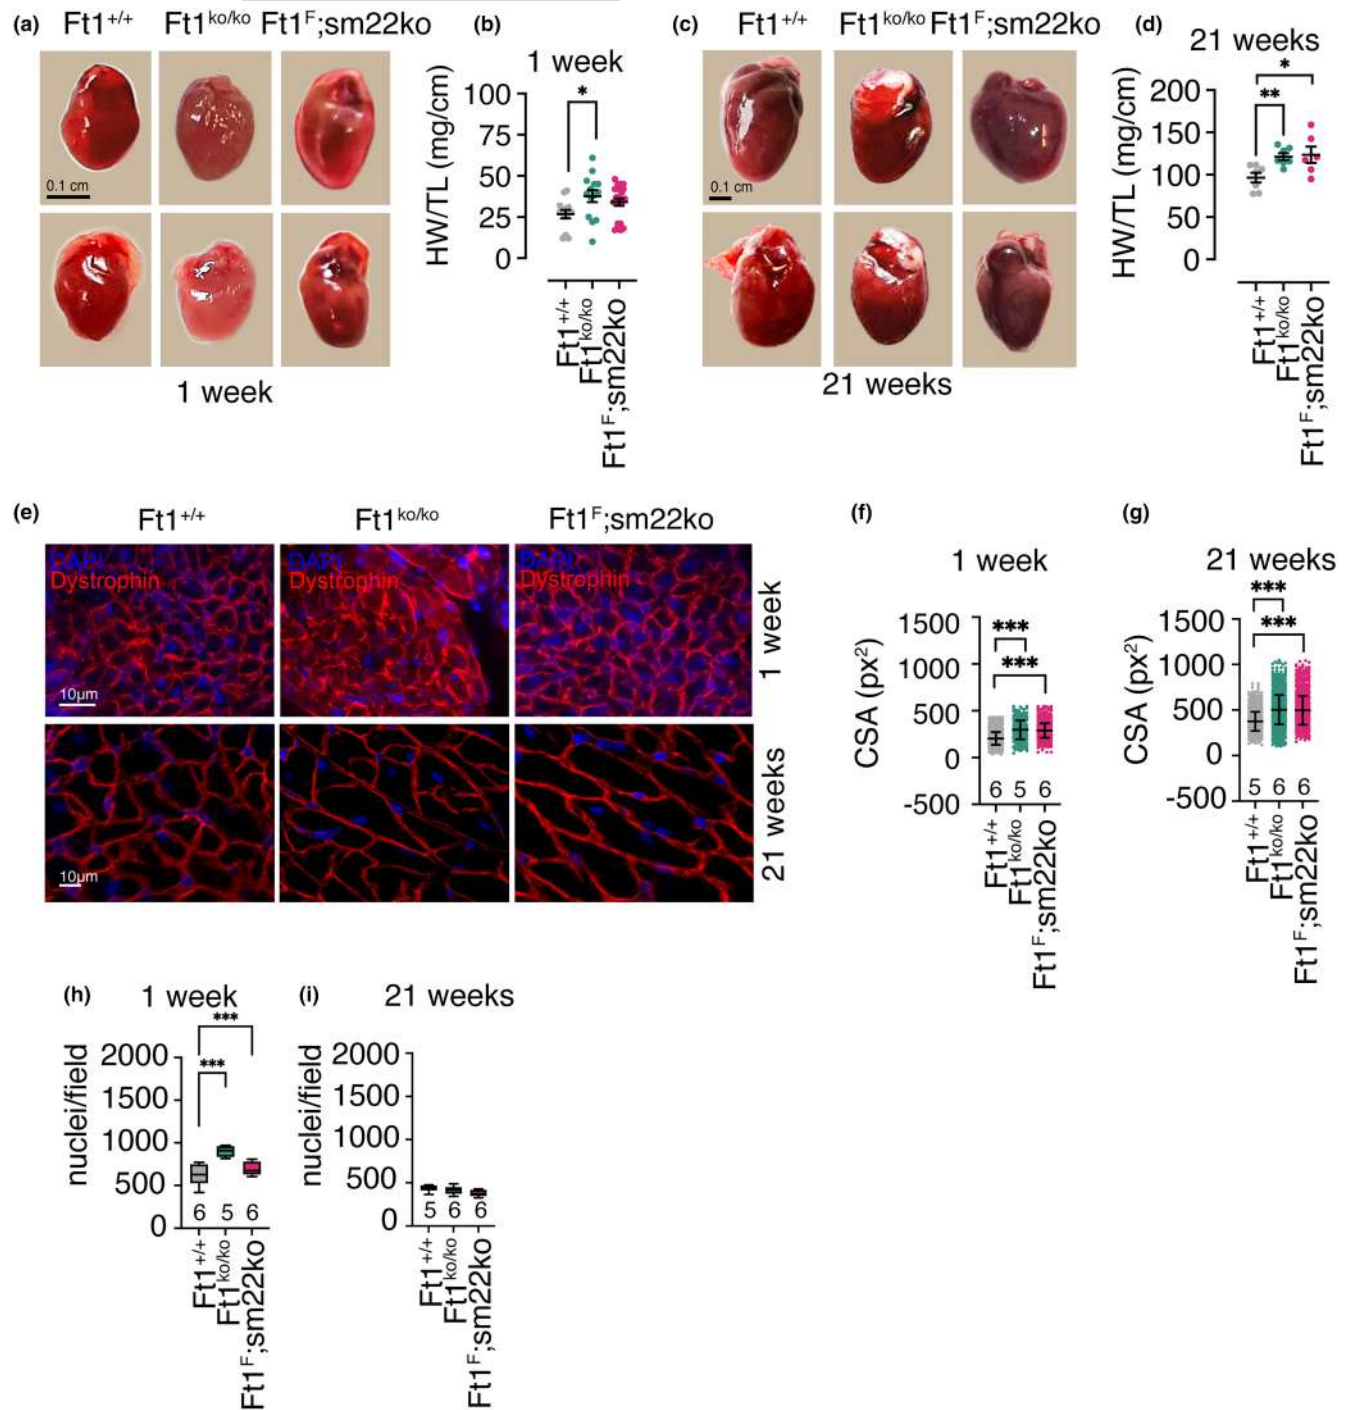 (a) Ft1+/+ Ft1ko/ko Ft1F;sm22ko
0.1 cm
1 week
(b) 1 week
*
HW/TL (mg/cm)
100
75
50
25
0
Ft1+/+
Ft1ko/ko
Ft1F;sm22ko
(c) Ft1+/+ Ft1ko/ko Ft1F;sm22ko
0.1 cm
21 weeks
(d) 21 weeks
*
**
HW/TL (mg/cm)
200
150
100
50
0
Ft1+/+
Ft1ko/ko
Ft1F;sm22ko
(e) Ft1+/+ Ft1ko/ko Ft1F;sm22ko
DAPI DAPI DAPI
Dystrophin Dystrophin Dystrophin
10µm
1 week
10µm
21 weeks
(f) 1 week
***
***
CSA (px2)
1500
1000
500
0
-500
6 5 6
Ft1+/+
Ft1ko/ko
Ft1F;sm22ko
(g) 21 weeks
***
***
CSA (px2)
1500
1000
500
0
-500
5 6 6
Ft1+/+
Ft1ko/ko
Ft1F;sm22ko
(h) 1 week
***
***
nuclei/field
2000
1500
1000
500
0
6 5 6
Ft1+/+
Ft1ko/ko
Ft1F;sm22ko
(i) 21 weeks
nuclei/field
2000
1500
1000
500
0
5 6 6
Ft1+/+
Ft1ko/ko
Ft1F;sm22ko